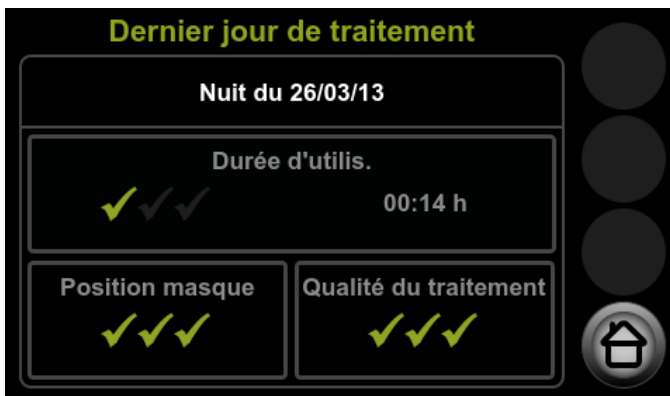 Dernier jour de traitement
Nuit du 26/03/13
Durée d'utilis.
00:14 h
Position masque
Qualité du traitement